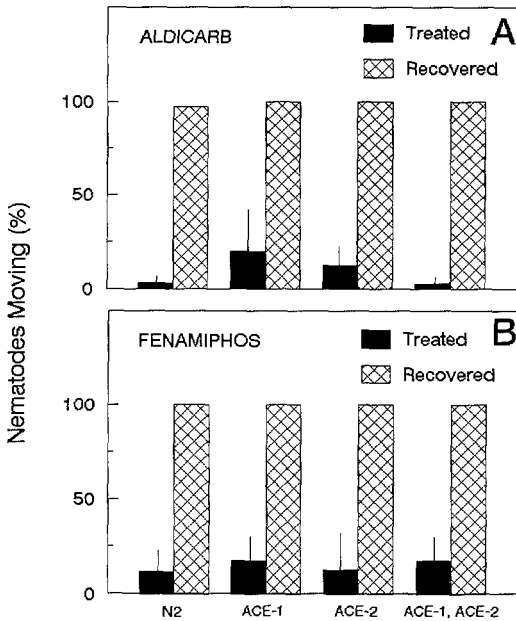 ALDICARB
Treated
A
Recovered
100
50
0
Nematodes Moving (%)
FENAMIPHOS
Treated
B
Recovered
100
50
0
N2 ACE-1 ACE-2 ACE-1, ACE-2